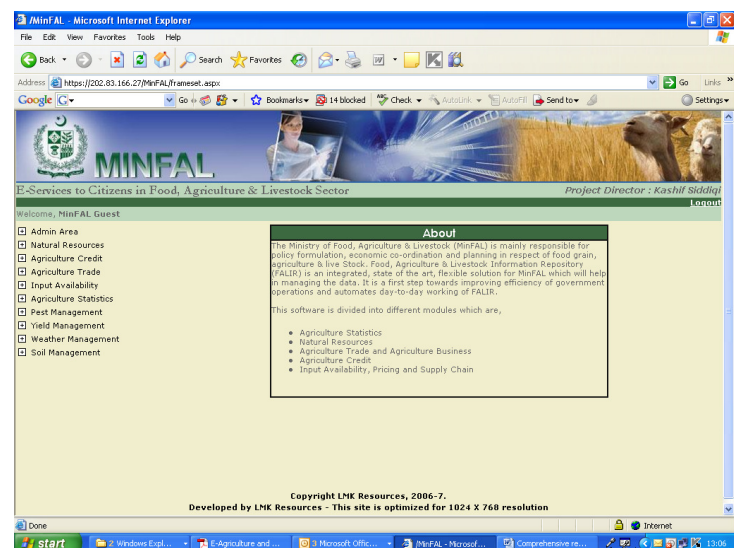 /MinFAL - Microsoft Internet Explorer
File Edit View Favorites Tools Help
Back Search Favorites
Address https://202.83.166.27/MinFAL/frameset.aspx Go Links »
Google G Go Bookmarks 14 blocked ABC Check AutoLink AutoFill Send to Settings
MINFAL
E-Services to Citizens in Food, Agriculture & Livestock Sector Project Director : Kashif Siddiqi
Logout
Welcome, MinFAL Guest
Admin Area
Natural Resources
Agriculture Credit
Agriculture Trade
Input Availability
Agriculture Statistics
Pest Management
Yield Management
Weather Management
Soil Management
About
The Ministry of Food, Agriculture & Livestock (MinFAL) is mainly responsible for
policy formulation, economic co-ordination and planning in respect of food grain,
agriculture & live Stock. Food, Agriculture & Livestock Information Repository
(FALIR) is an integrated, state of the art, flexible solution for MinFAL which will help
in managing the data. It is a first step towards improving efficiency of government
operations and automates day-to-day working of FALIR.
This software is divided into different modules which are,
Agriculture Statistics
Natural Resources
Agriculture Trade and Agriculture Business
Agriculture Credit
Input Availability, Pricing and Supply Chain
Copyright LMK Resources, 2006-7.
Developed by LMK Resources - This site is optimized for 1024 X 768 resolution
Done Internet
start 2 Windows Expl... E-Agriculture and ... 3 Microsoft Offic... /MinFAL - Microsof... Comprehensive re... 13:06